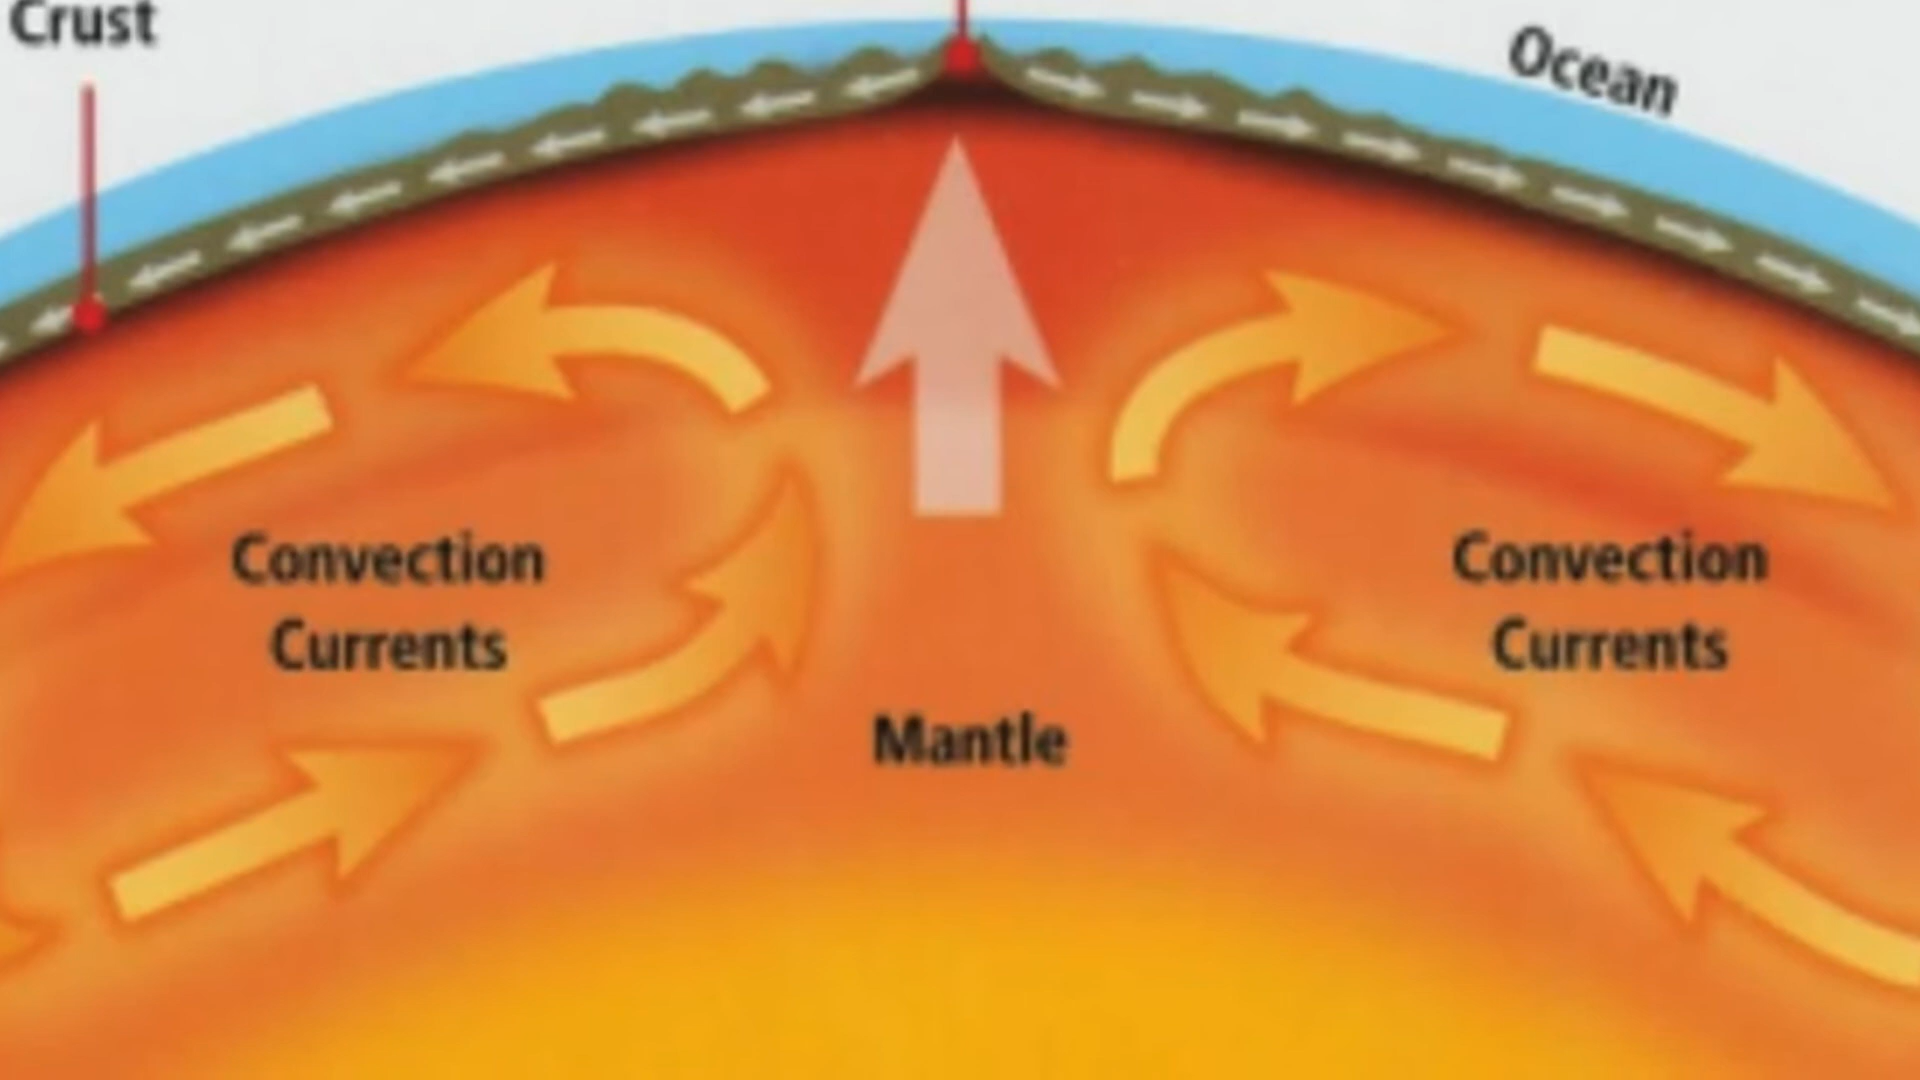 Crust
Ocean
Convection
Currents
Convection
Currents
Mantle